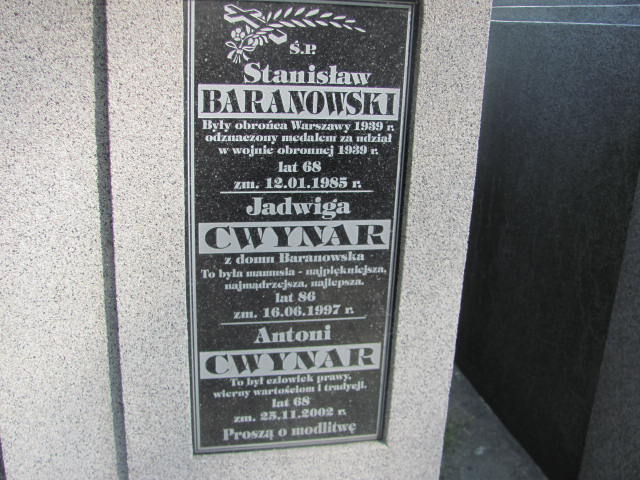 Ś.P.
Stanisław
BARANOWSKI
Były obrońca Warszawy 1939 r.
odznaczony medalem za udział
w wojnie obronnej 1939 r.
lat 68
zm. 12.01.1985 r.
Jadwiga
CWYNAR
z domu Baranowska
To była mamusia - najpiękniejsza,
najmądrzejsza, najlepsza.
lat 86
zm. 16.06.1997 r.
Antoni
CWYNAR
To był człowiek prawy,
wierny wartościom i tradycji.
lat 68
zm. 25.11.2002 r.
Proszą o modlitwę